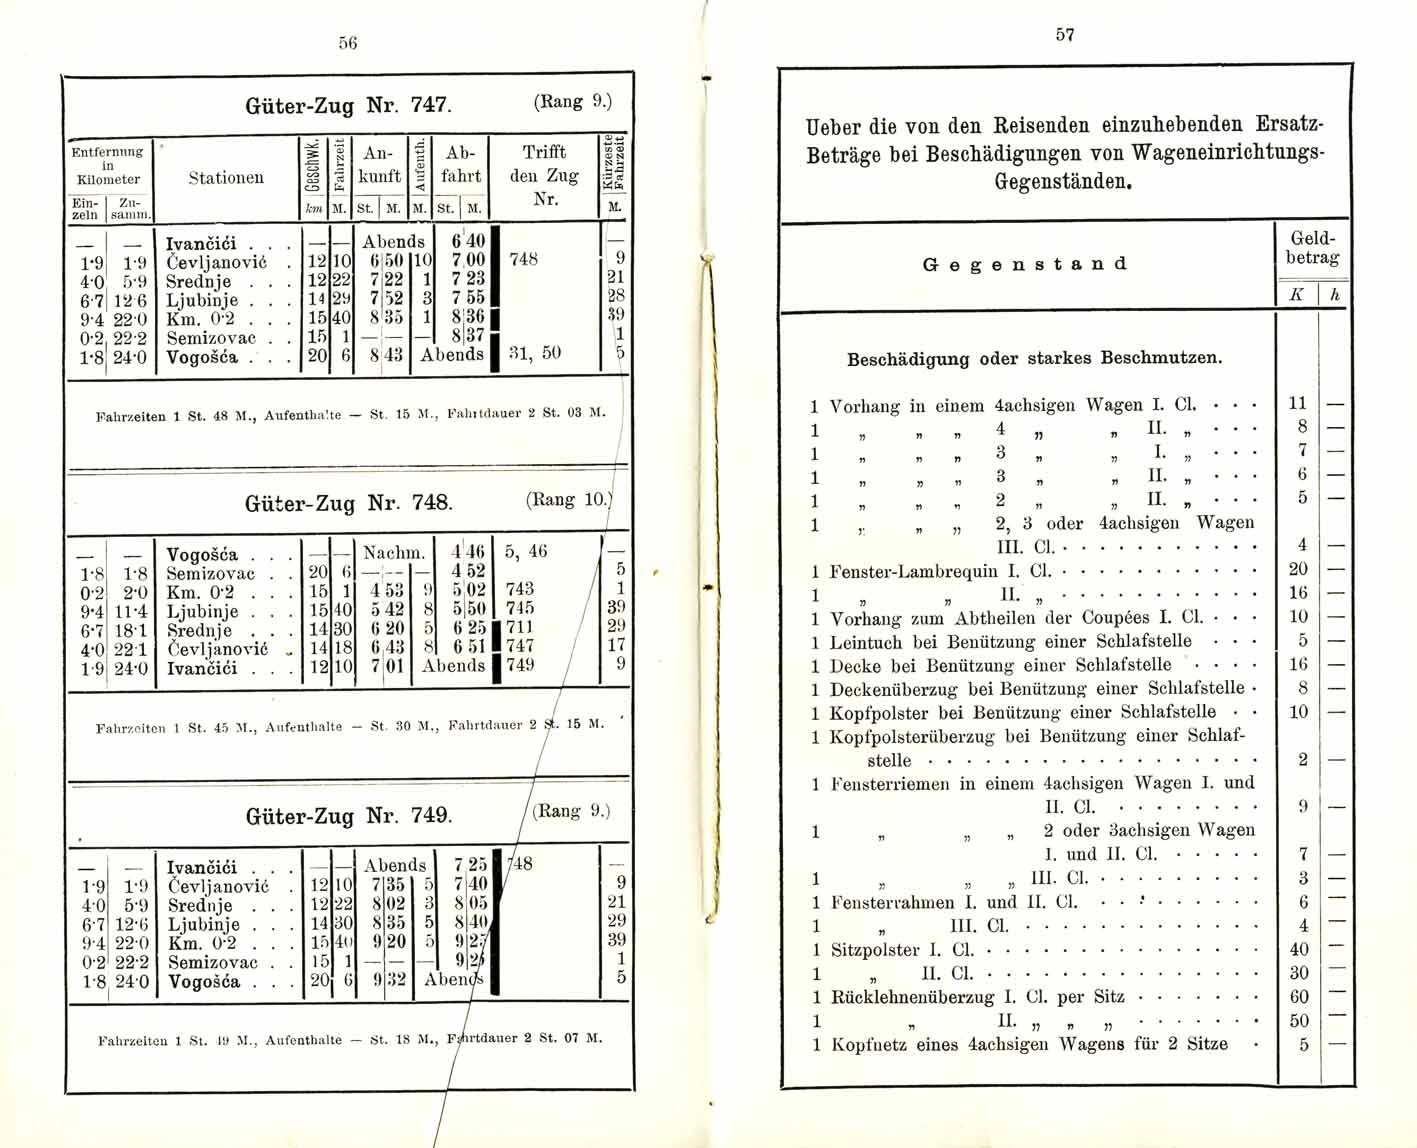 56
Güter-Zug Nr. 747. (Rang 9.)
Entfernung in Kilometer | Stationen | Geschwk. | Fahrzeit | An-kunft | Aufenth. | Ab-fahrt | Trifft den Zug Nr. | Kürzeste Fahrzeit
Ein-zeln | Zu-samm. | km | M. | St. | M. | M. | St. | M. | M.
— | — | Ivančići . . . | — | — | Abends | 6 40 | —
1·9 | 1·9 | Čevljanović . | 12 | 10 | 6 50 | 10 | 7 00 | 748 | 9
4·0 | 5·9 | Srednje . . . | 12 | 22 | 7 22 | 1 | 7 23 | 21
6·7 | 12·6 | Ljubinje . . . | 14 | 29 | 7 52 | 3 | 7 55 | 28
9·4 | 22·0 | Km. 0·2 . . . | 15 | 40 | 8 35 | 1 | 8 36 | 39
0·2 | 22·2 | Semizovac . . | 15 | 1 | — | — | — | 8 37 | 1
1·8 | 24·0 | Vogošća . . . | 20 | 6 | 8 43 | Abends | 31, 50 | 5
Fahrzeiten 1 St. 48 M., Aufenthalte — St. 15 M., Fahrtdauer 2 St. 03 M.
Güter-Zug Nr. 748. (Rang 10.)
— | — | Vogošća . . . | — | — | Nachm. | 4 46 | 5, 46 | —
1·8 | 1·8 | Semizovac . . | 20 | 6 | — | — | — | 4 52 | 5
0·2 | 2·0 | Km. 0·2 . . . | 15 | 1 | 4 53 | 9 | 5 02 | 743 | 1
9·4 | 11·4 | Ljubinje . . . | 15 | 40 | 5 42 | 8 | 5 50 | 745 | 39
6·7 | 18·1 | Srednje . . . | 14 | 30 | 6 20 | 5 | 6 25 | 711 | 29
4·0 | 22·1 | Čevljanović . | 14 | 18 | 6 43 | 8 | 6 51 | 747 | 17
1·9 | 24·0 | Ivančići . . . | 12 | 10 | 7 01 | Abends | 749 | 9
Fahrzeiten 1 St. 45 M., Aufenthalte — St. 30 M., Fahrtdauer 2 St. 15 M.
Güter-Zug Nr. 749. (Rang 9.)
— | — | Ivančići . . . | — | — | Abends | 7 25 | 748 | —
1·9 | 1·9 | Čevljanović . | 12 | 10 | 7 35 | 5 | 7 40 | 9
4·0 | 5·9 | Srednje . . . | 12 | 22 | 8 02 | 3 | 8 05 | 21
6·7 | 12·6 | Ljubinje . . . | 14 | 30 | 8 35 | 5 | 8 40 | 29
9·4 | 22·0 | Km. 0·2 . . . | 15 | 40 | 9 20 | 5 | 9 25 | 39
0·2 | 22·2 | Semizovac . . | 15 | 1 | — | — | — | 9 26 | 1
1·8 | 24·0 | Vogošća . . . | 20 | 6 | 9 32 | Abends | 5
Fahrzeiten 1 St. 49 M., Aufenthalte — St. 18 M., Fahrtdauer 2 St. 07 M.
57
Ueber die von den Reisenden einzuhebenden Ersatz-
Beträge bei Beschädigungen von Wageneinrichtungs-
Gegenständen.
Gegenstand | Geld-betrag
K | h
Beschädigung oder starkes Beschmutzen.
1 Vorhang in einem 4achsigen Wagen I. Cl. . . . 11 —
1 „ „ „ 4 „ „ II. „ . . . 8 —
1 „ „ „ 3 „ „ I. „ . . . 7 —
1 „ „ „ 3 „ „ II. „ . . . 6 —
1 „ „ „ 2 „ „ II. „ . . . 5 —
1 „ „ „ 2, 3 oder 4achsigen Wagen
III. Cl. . . . . . . . . . . 4 —
1 Fenster-Lambrequin I. Cl. . . . . . . . . . . 20 —
1 „ „ II. „ . . . . . . . . . . . 16 —
1 Vorhang zum Abtheilen der Coupées I. Cl. . . . 10 —
1 Leintuch bei Benützung einer Schlafstelle . . . 5 —
1 Decke bei Benützung einer Schlafstelle . . . . 16 —
1 Deckenüberzug bei Benützung einer Schlafstelle . 8 —
1 Kopfpolster bei Benützung einer Schlafstelle . . 10 —
1 Kopfpolsterüberzug bei Benützung einer Schlaf-
stelle . . . . . . . . . . . . . . . . . 2 —
1 Fensterriemen in einem 4achsigen Wagen I. und
II. Cl. . . . . . . . . 9 —
1 „ „ „ 2 oder 3achsigen Wagen
I. und II. Cl. . . . . . 7 —
1 „ „ „ III. Cl. . . . . . . . . 3 —
1 Fensterrahmen I. und II. Cl. . . . . . . . . 6 —
1 „ III. Cl. . . . . . . . . . . . . 4 —
1 Sitzpolster I. Cl. . . . . . . . . . . . . . . 40 —
1 „ II. Cl. . . . . . . . . . . . . . . 30 —
1 Rücklehnenüberzug I. Cl. per Sitz . . . . . . . 60 —
1 „ II. „ „ „ . . . . . . . 50 —
1 Kopfnetz eines 4achsigen Wagens für 2 Sitze . 5 —